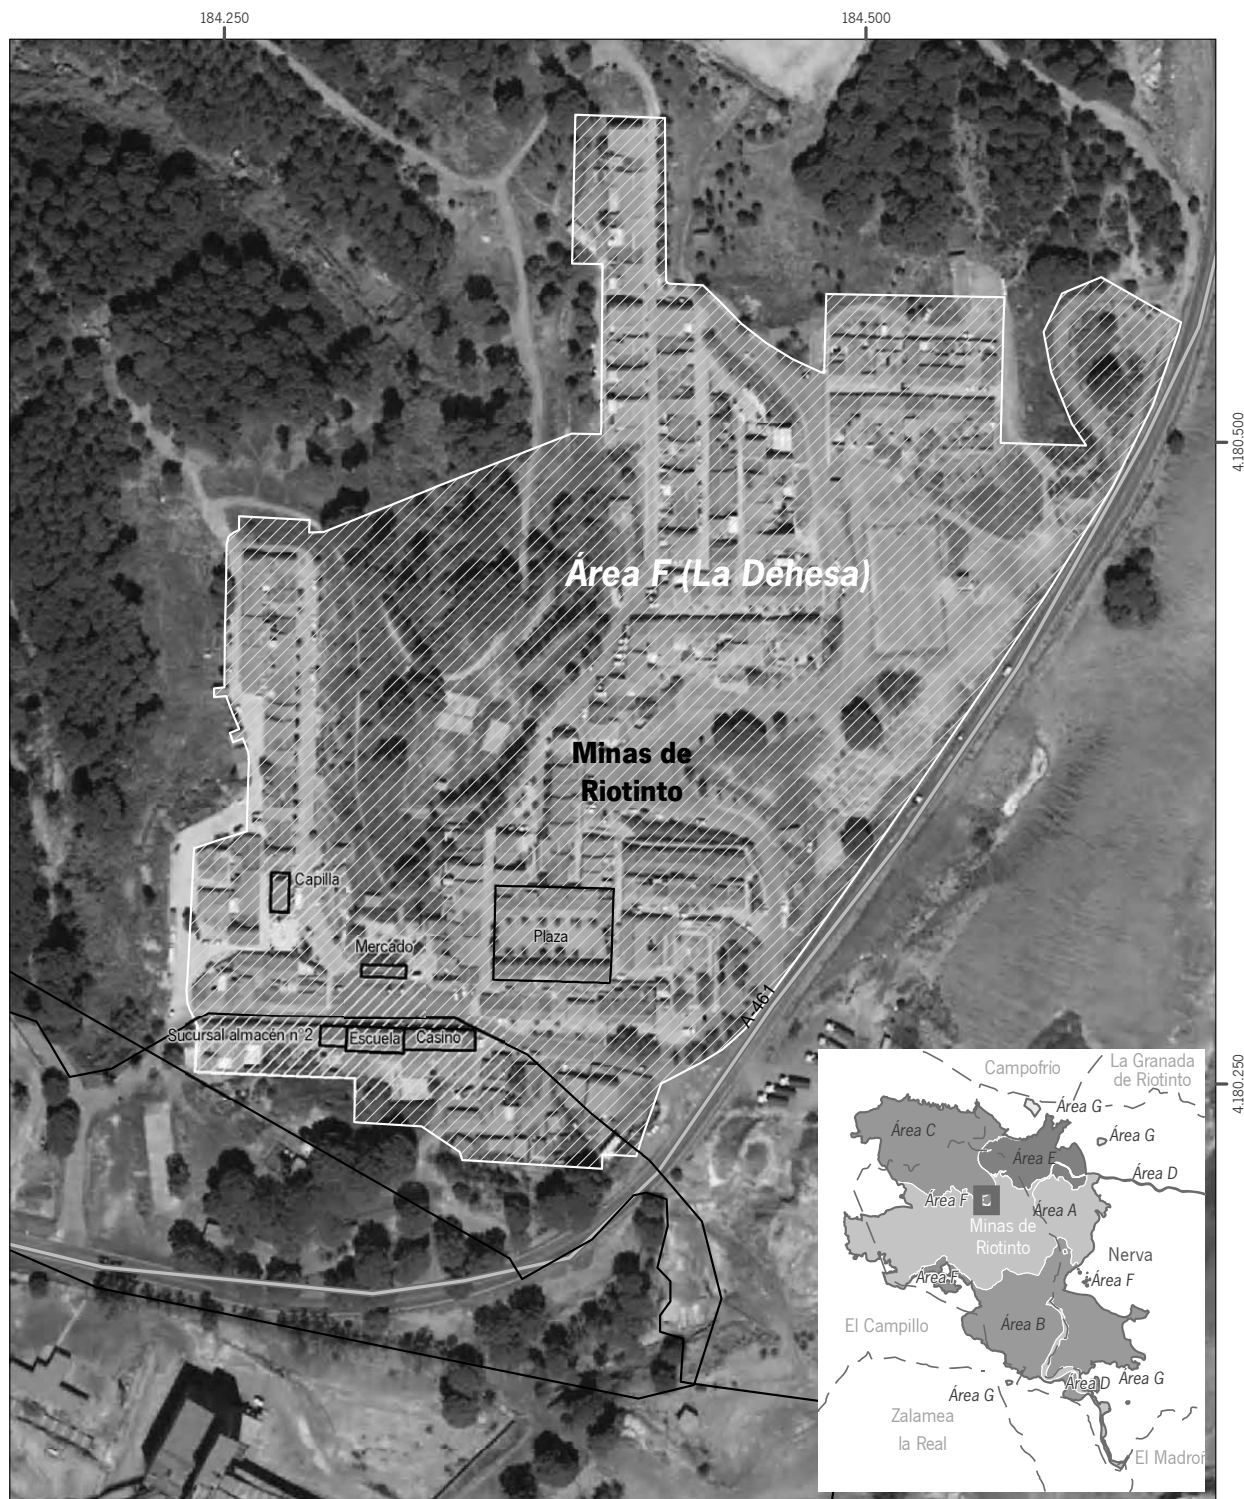 184.250
184.500
4.180.500
Área F (La Dehesa)
Minas de
Riotinto
Capilla
Mercado
Plaza
A-461
Sucursal almacén nº2
Escuela
Casino
4.180.250
Campofrío
La Granada
de Riotinto
Área G
Área C
Área G
Área E
Área D
Área F
Área A
Minas de
Riotinto
Nerva
Área F
Área F
El Campillo
Área B
Área G
Área D
Área G
Zalamea
la Real
El Madroñ